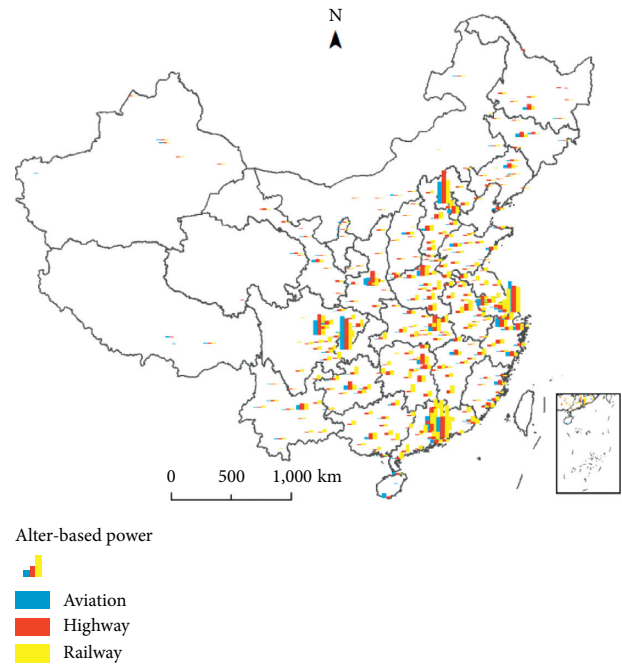 N
0 500 1,000 km
Alter-based power
Aviation
Highway
Railway